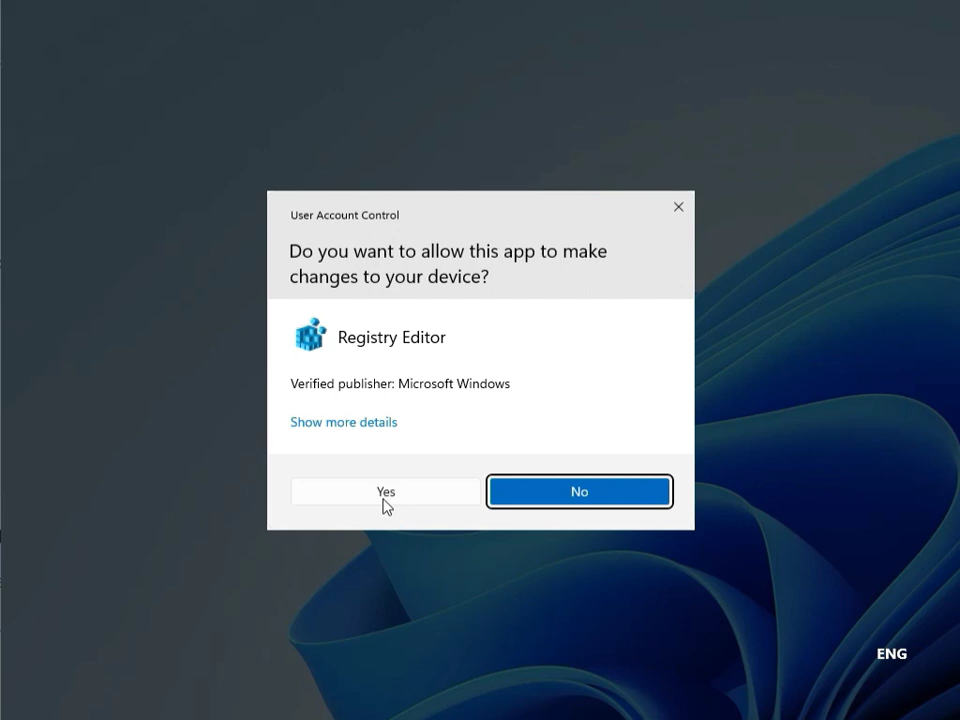 User Account Control
Do you want to allow this app to make
changes to your device?
Registry Editor
Verified publisher: Microsoft Windows
Show more details
Yes
No
ENG